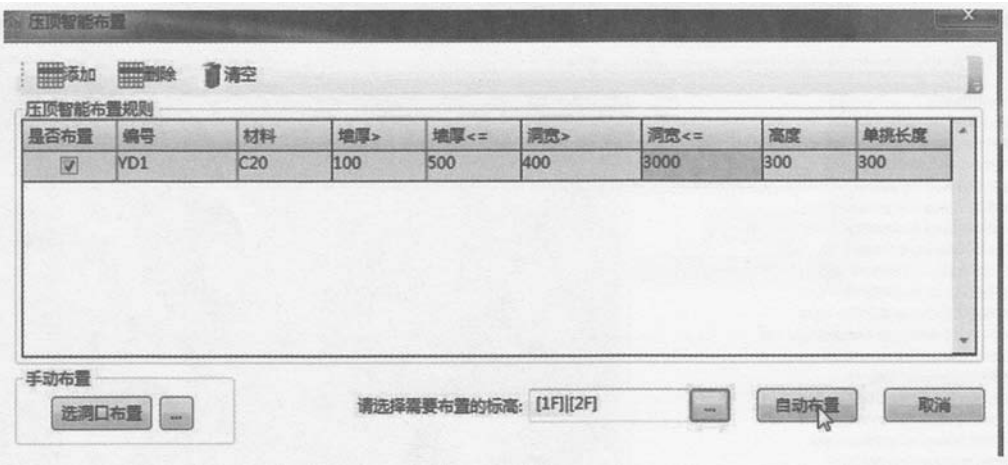 压顶智能布置
添加 删除 清空
压顶智能布置规则
是否布置 编号 材料 墙厚> 墙厚<= 洞宽> 洞宽<= 高度 单挑长度
YD1 C20 100 500 400 3000 300 300
手动布置
选洞口布置 ... 请选择需要布置的标高: [1F]|[2F] ... 自动布置 取消